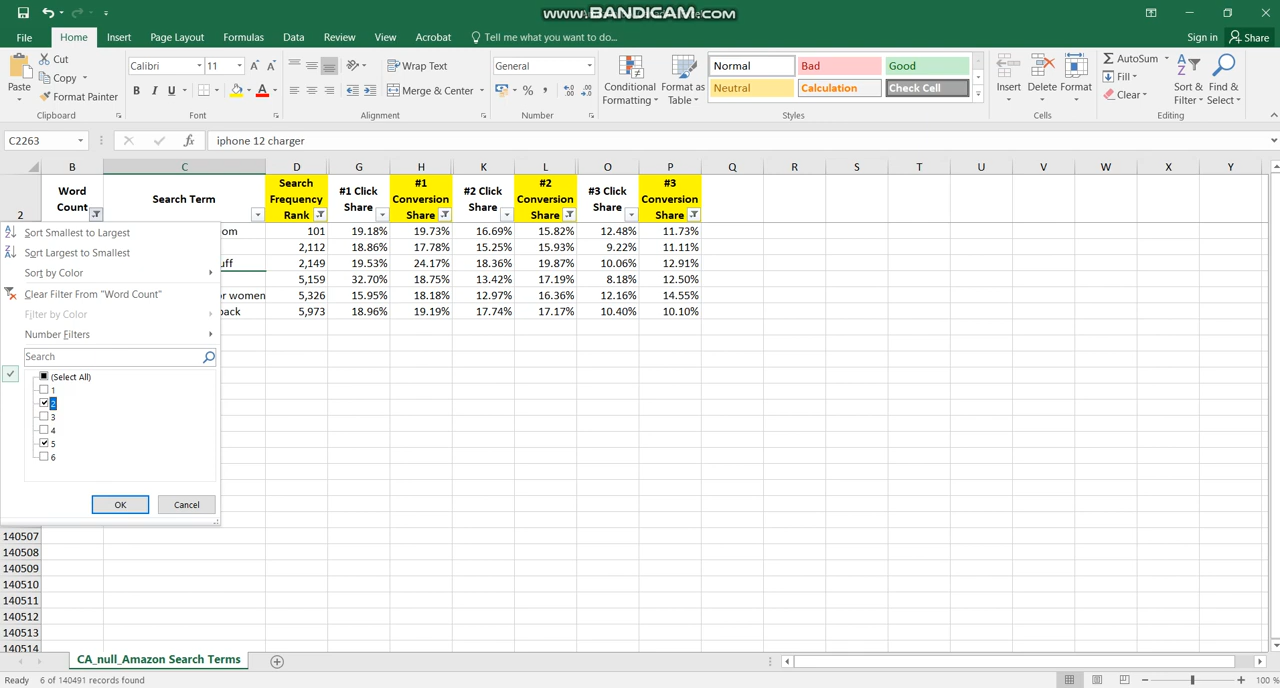 www.BANDICAM.com
File Home Insert Page Layout Formulas Data Review View Acrobat Tell me what you want to do... Sign in Share
Paste
Cut
Copy
Format Painter
Clipboard
Calibri 11 A A
B I U A
Font
Wrap Text
Merge & Center
Alignment
General
% ,
Number
Conditional
Formatting
Format as
Table
Normal Bad Good
Neutral Calculation Check Cell
Styles
Insert Delete Format
Cells
AutoSum
Fill
Clear
Sort &
Filter
Find &
Select
Editing
C2263 fx iphone 12 charger
B C D G H K L O P Q R S T U V W X Y
2 Word
Count
Search Term
Search
Frequency
Rank
#1 Click
Share
#1
Conversion
Share
#2 Click
Share
#2
Conversion
Share
#3 Click
Share
#3
Conversion
Share
om 101 19.18% 19.73% 16.69% 15.82% 12.48% 11.73%
2,112 18.86% 17.78% 15.25% 15.93% 9.22% 11.11%
uff 2,149 19.53% 24.17% 18.36% 19.87% 10.06% 12.91%
5,159 32.70% 18.75% 13.42% 17.19% 8.18% 12.50%
or women 5,326 15.95% 18.18% 12.97% 16.36% 12.16% 14.55%
back 5,973 18.96% 19.19% 17.74% 17.17% 10.40% 10.10%
Sort Smallest to Largest
Sort Largest to Smallest
Sort by Color
Clear Filter From "Word Count"
Filter by Color
Number Filters
Search
(Select All)
1
2
3
4
5
6
OK Cancel
140507
140508
140509
140510
140511
140512
140513
140514
CA_null_Amazon Search Terms
Ready 6 of 140491 records found 100 %